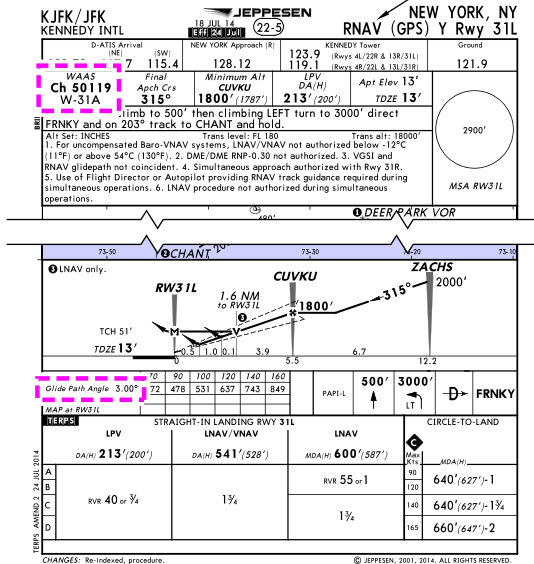 KJFK/JFK
KENNEDY INTL
JEPPESEN
18 JUL 14
Eff 24 Jul
22-5
NEW YORK, NY
RNAV (GPS) Y Rwy 31L
D-ATIS Arrival
(NE) (SW)
7 115.4
NEW YORK Approach (R)
128.12
KENNEDY Tower
123.9 (Rwys 4L/22R & 13R/31L)
119.1 (Rwys 4R/22L & 13L/31R)
Ground
121.9
WAAS
Ch 50119
W-31A
Final
Apch Crs
315°
Minimum Alt
CUVKU
1800' (1787')
LPV
DA(H)
213' (200')
Apt Elev 13'
TDZE 13'
BRI
limb to 500' then climbing LEFT turn to 3000' direct
FRNKY and on 203° track to CHANT and hold.
Alt Set: INCHES Trans level: FL 180 Trans alt: 18000'
1. For uncompensated Baro-VNAV systems, LNAV/VNAV not authorized below -12°C
(11°F) or above 54°C (130°F). 2. DME/DME RNP-0.30 not authorized. 3. VGSI and
RNAV glidepath not coincident. 4. Simultaneous approach authorized with Rwy 31R.
5. Use of Flight Director or Autopilot providing RNAV track guidance required during
simultaneous operations. 6. LNAV procedure not authorized during simultaneous
operations.
2900'
MSA RW31L
480'
1 DEER PARK VOR
73-50
2 CHANT
20
73-30
-20
73-10
3 LNAV only.
RW31L
CUVKU
ZACHS
1.6 NM
to RW31L
3
1800'
315°
2000'
TCH 51'
TDZE 13'
M
V
0.5 1.0 0.1 3.9 6.7
0 5.5 12.2
70 90 100 120 140 160
Glide Path Angle 3.00° 72 478 531 637 743 849
MAP at RW31L
PAPI-L
500'
3000'
LT
D
FRNKY
TERPS
STRAIGHT-IN LANDING RWY 31L
CIRCLE-TO-LAND
LPV
DA(H) 213' (200')
LNAV/VNAV
DA(H) 541' (528')
LNAV
MDA(H) 600' (587')
C
Max
Kts
MDA(H)
A
B
C
D
RVR 40 or 3/4
1 3/4
RVR 55 or 1
1 3/4
90
120
640' (627')-1
140
640' (627')-1 3/4
165
660' (647')-2
TERPS AMEND 2 24 JUL 2014
CHANGES: Re-indexed, procedure.
© JEPPESEN, 2001, 2014. ALL RIGHTS RESERVED.